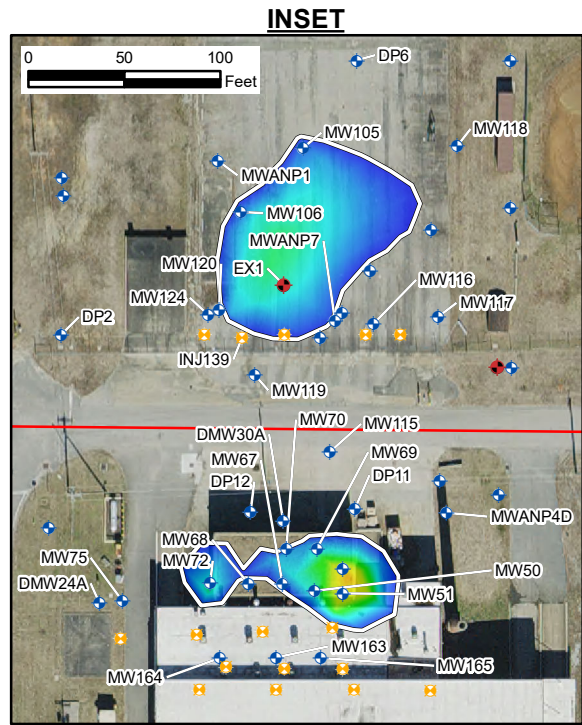 INSET
0 50 100
Feet
DP6
MW105
MW118
MWANP1
MW106
MWANP7
MW120
EX1
MW116
MW124
MW117
DP2
INJ139
MW119
MW70
MW115
DMW30A
MW69
MW67
DP11
DP12
MWANP4D
MW68
MW72
MW75
MW50
DMW24A
MW51
MW163
MW164
MW165